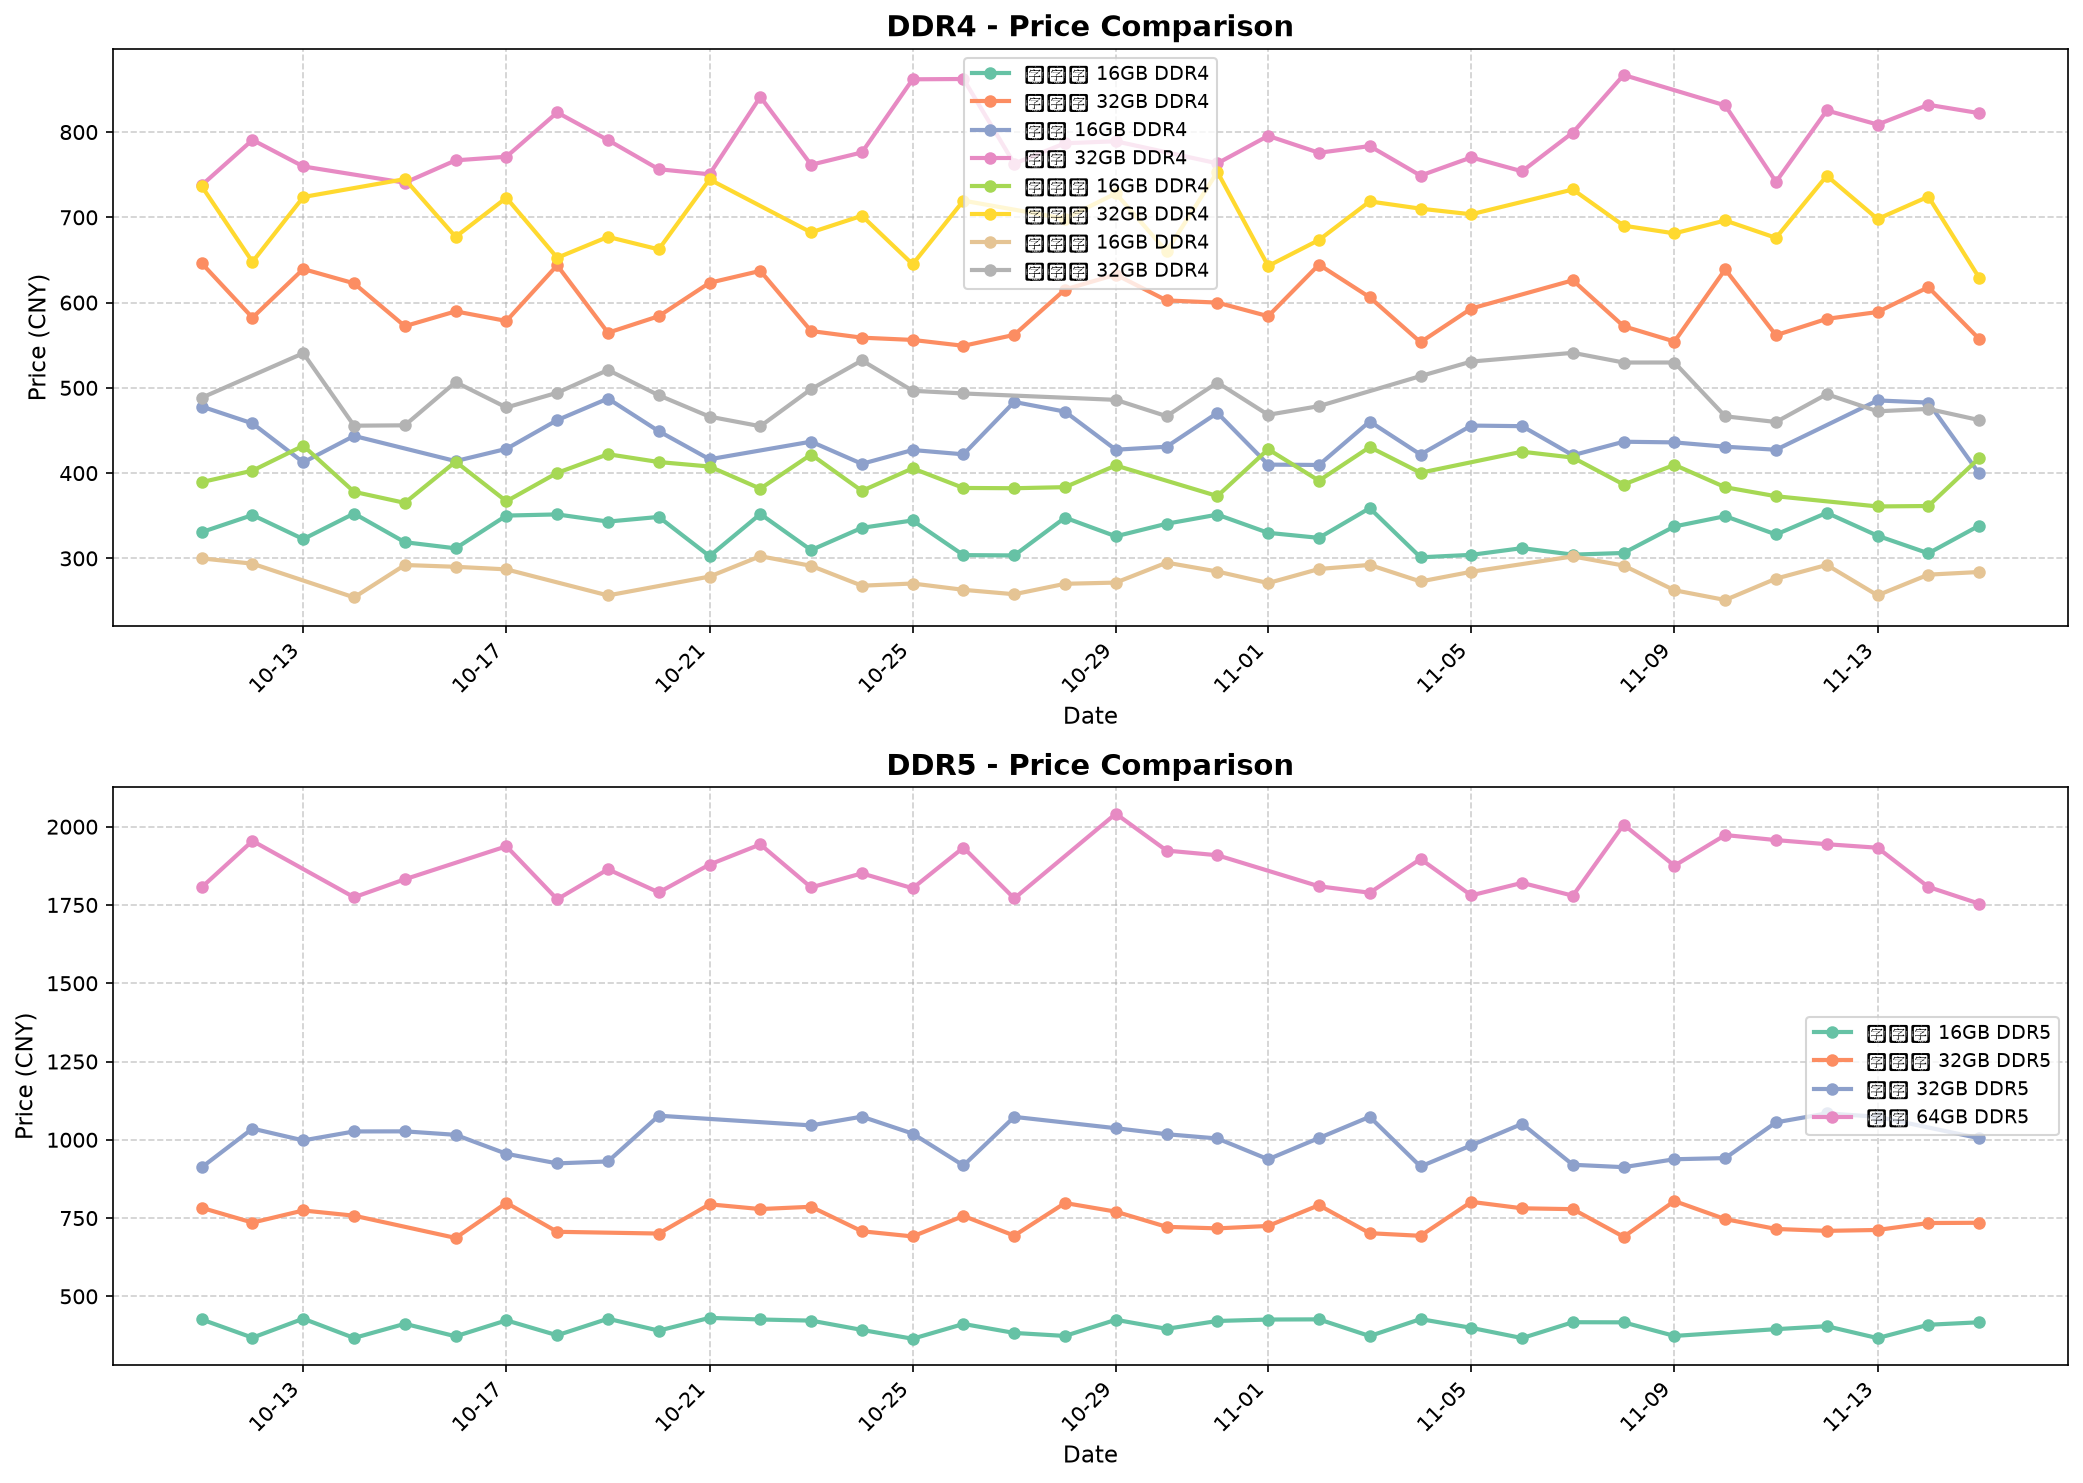 DDR4 - Price Comparison
16GB DDR4
32GB DDR4
16GB DDR4
32GB DDR4
16GB DDR4
32GB DDR4
16GB DDR4
32GB DDR4
Price (CNY)
800
700
600
500
400
300
10-13
10-17
10-21
10-25
10-29
11-01
11-05
11-09
11-13
Date
DDR5 - Price Comparison
16GB DDR5
32GB DDR5
32GB DDR5
64GB DDR5
Price (CNY)
2000
1750
1500
1250
1000
750
500
10-13
10-17
10-21
10-25
10-29
11-01
11-05
11-09
11-13
Date